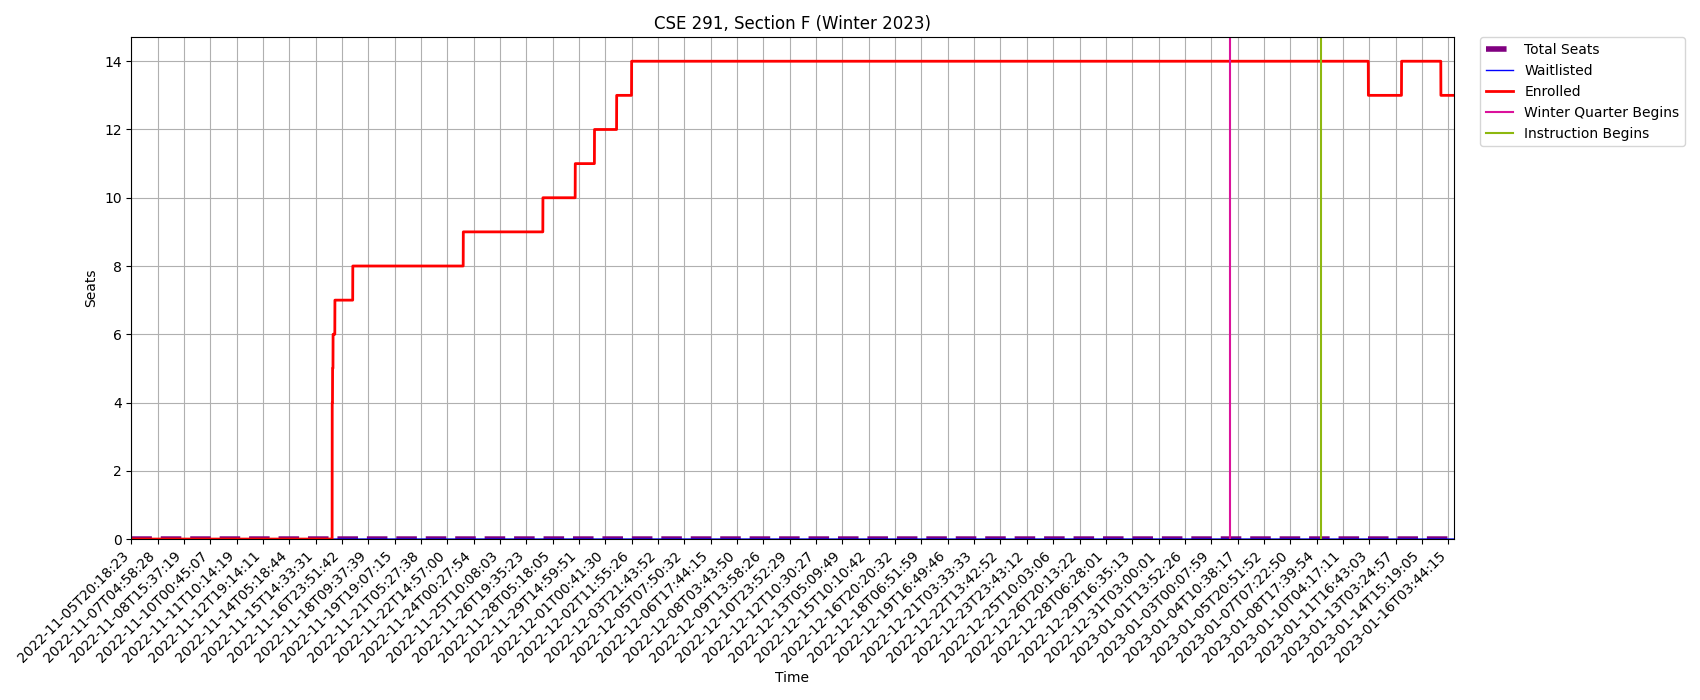 CSE 291, Section F (Winter 2023)
Total Seats
Waitlisted
Enrolled
Winter Quarter Begins
Instruction Begins
Seats
14
12
10
8
6
4
2
0
2022-11-05T20:18:23
2022-11-07T04:58:28
2022-11-08T15:37:19
2022-11-10T00:45:07
2022-11-11T10:14:19
2022-11-12T19:14:11
2022-11-14T05:18:44
2022-11-15T14:33:31
2022-11-16T23:51:42
2022-11-18T09:37:39
2022-11-19T19:07:15
2022-11-21T05:27:38
2022-11-22T14:57:00
2022-11-24T00:27:54
2022-11-25T10:08:03
2022-11-26T19:35:23
2022-11-28T05:18:05
2022-11-29T14:59:51
2022-12-01T00:41:30
2022-12-02T11:55:26
2022-12-03T21:43:52
2022-12-05T07:50:32
2022-12-06T17:44:15
2022-12-08T03:43:50
2022-12-09T13:58:26
2022-12-10T23:52:29
2022-12-12T10:30:27
2022-12-13T05:09:49
2022-12-15T10:10:42
2022-12-16T20:20:32
2022-12-18T06:51:59
2022-12-19T16:49:46
2022-12-21T03:33:33
2022-12-22T13:42:52
2022-12-23T23:43:12
2022-12-25T10:03:06
2022-12-26T20:13:22
2022-12-28T06:28:01
2022-12-29T16:35:13
2022-12-31T03:00:01
2023-01-01T13:52:26
2023-01-03T00:07:59
2023-01-04T10:38:17
2023-01-05T20:51:52
2023-01-07T07:22:50
2023-01-08T17:39:54
2023-01-10T04:17:11
2023-01-11T16:43:03
2023-01-13T03:24:57
2023-01-14T15:19:05
2023-01-16T03:44:15
Time